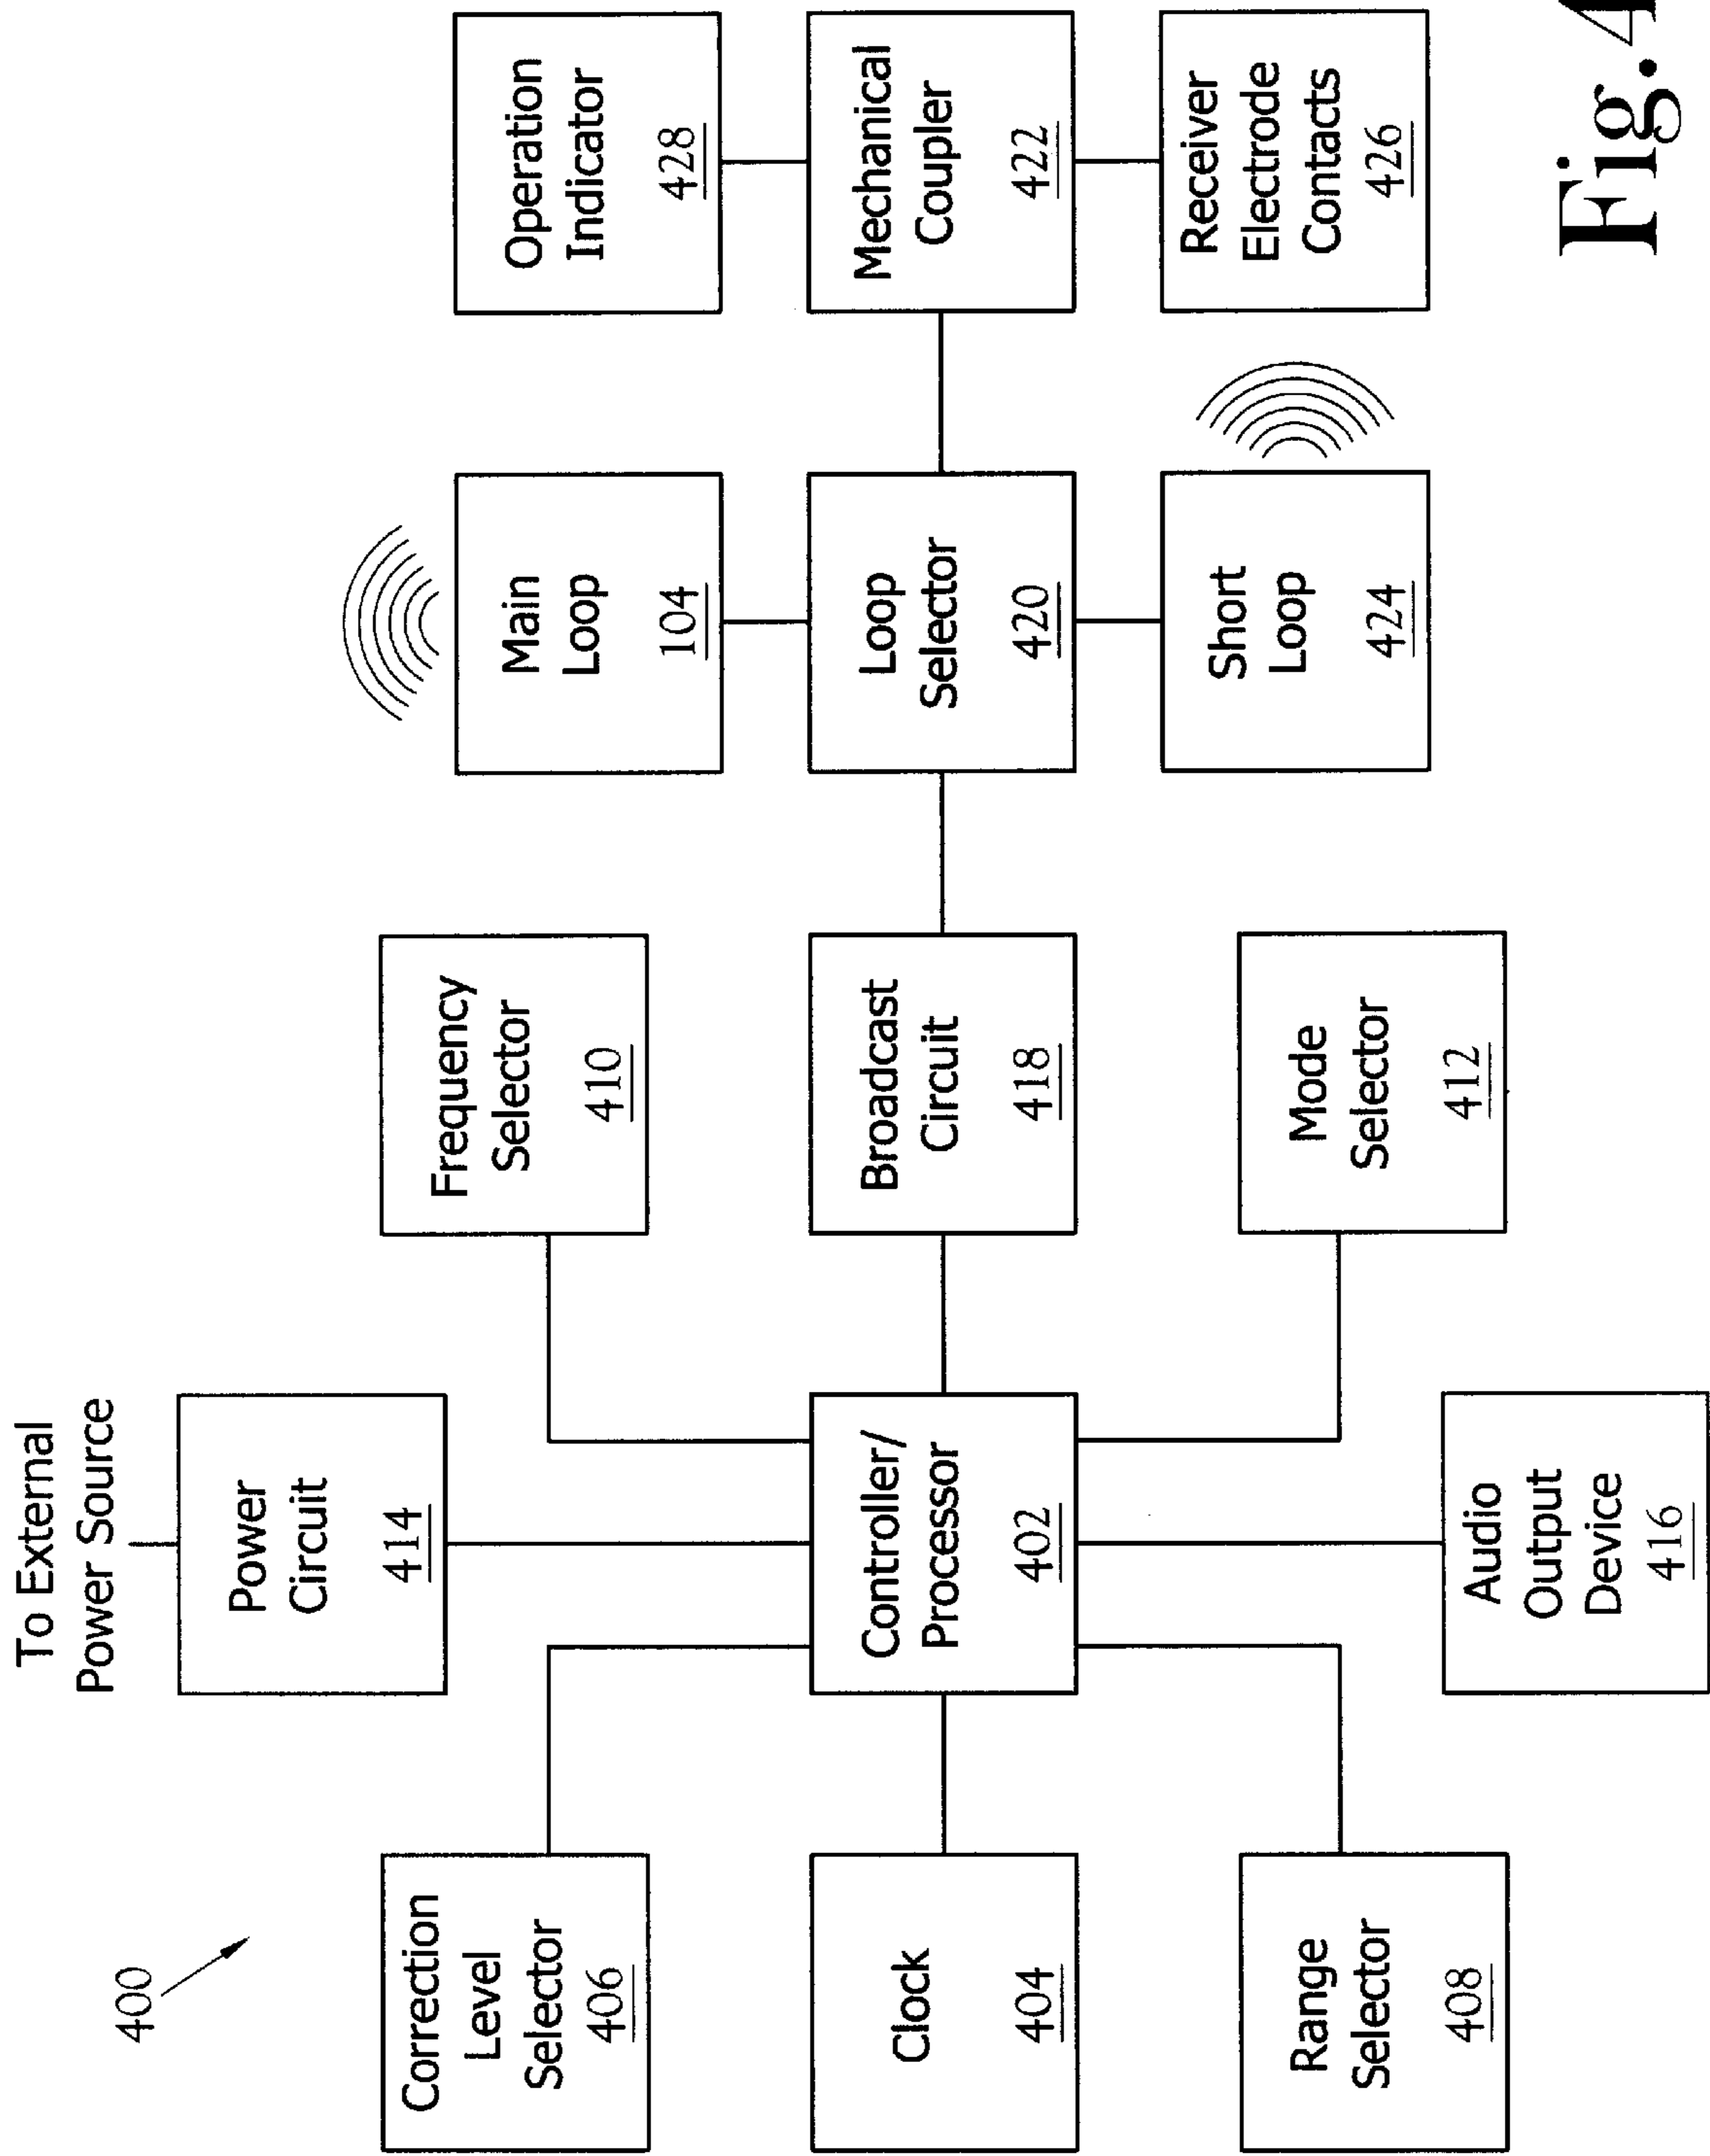 400
To External
Power Source
Correction
Level
Selector
406
Power
Circuit
414
Frequency
Selector
410
Main
Loop
104
Operation
Indicator
428
Clock
404
Controller/
Processor
402
Broadcast
Circuit
418
Loop
Selector
420
Mechanical
Coupler
422
Range
Selector
408
Audio
Output
Device
416
Mode
Selector
412
Short
Loop
424
Receiver
Electrode
Contacts
426
Fig.4